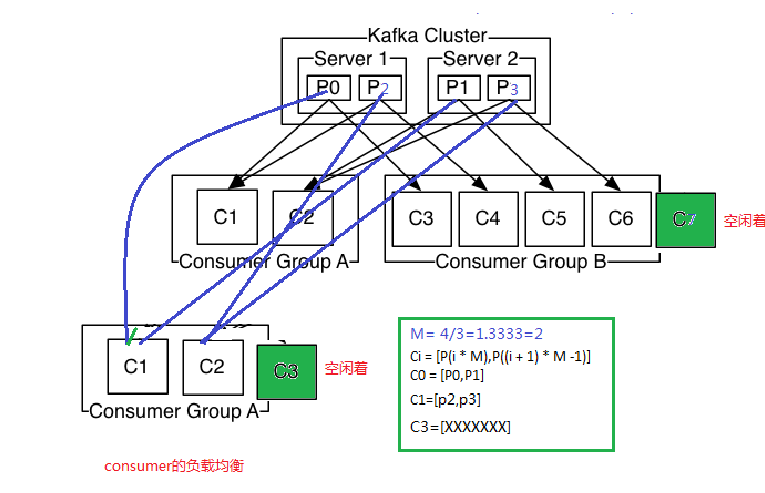 Kafka Cluster
Server 1 Server 2
P0 P2 P1 P3
C1 C2 C3 C4 C5 C6 C7 空闲着
Consumer Group A Consumer Group B
C1 C2 C3 空闲着
Consumer Group A
M = 4/3=1.3333=2
Ci = [P(i * M),P((i + 1) * M -1)]
C0 = [P0,P1]
C1=[p2,p3]
C3=[XXXXXXX]
consumer的负载均衡